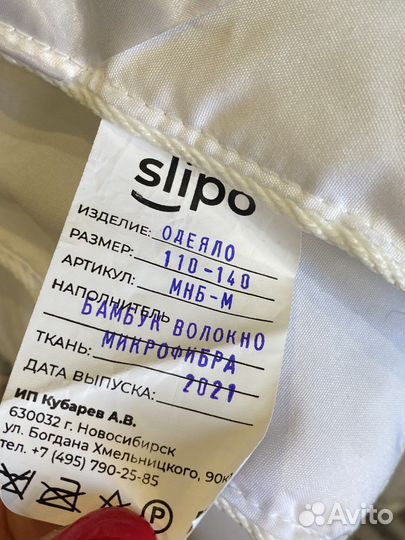 slipo
ИЗДЕЛИЕ: ОДЕЯЛО
РАЗМЕР: 110-140
АРТИКУЛ: МНБ-М
НАПОЛНИТЕЛЬ
БАМБУК ВОЛОКНО
ТКАНЬ: МИКРОФИБРА
ДАТА ВЫПУСКА: 2021
ИП Кубарев А.В.
630032 г. Новосибирск
ул. Богдана Хмельницкого, 90к
тел. +7 (495) 790-25-85
P
Avito